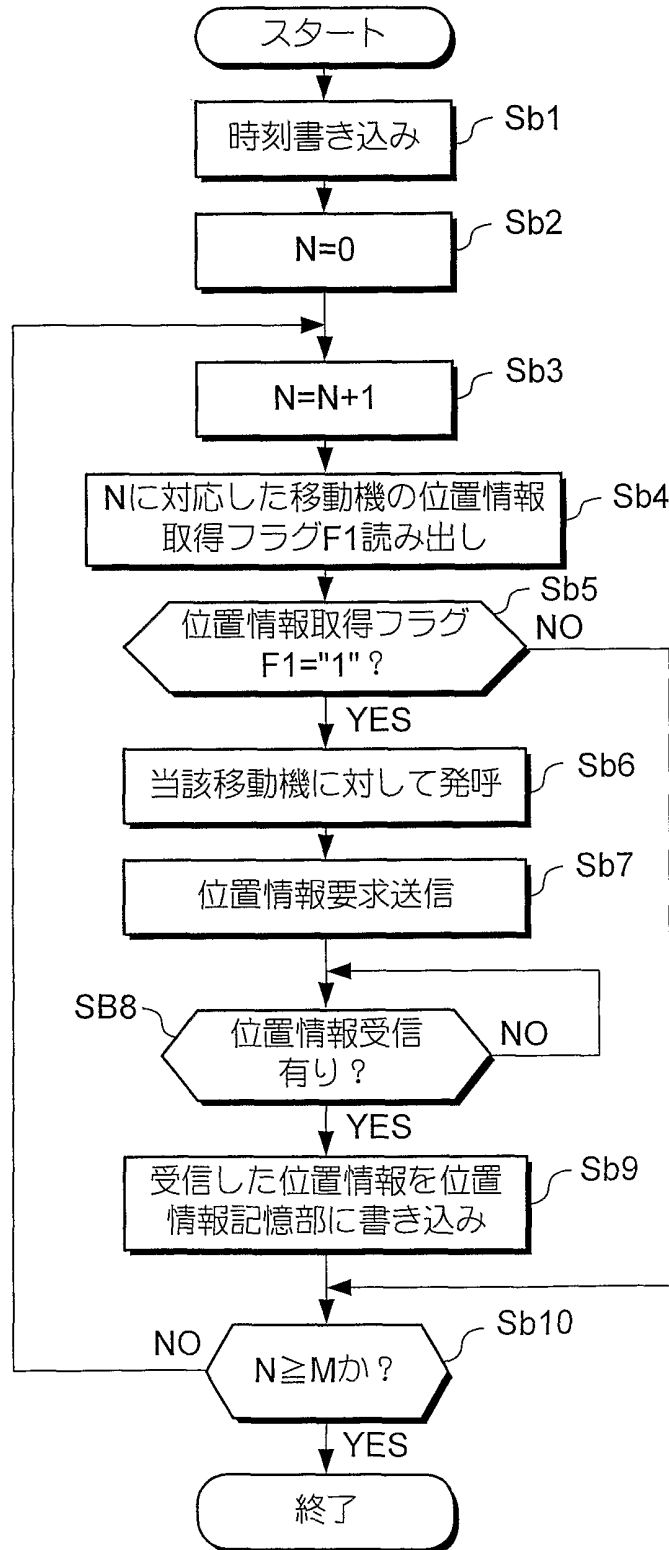 スタート
時刻書き込み
Sb1
N=0
Sb2
N=N+1
Sb3
Nに対応した移動機の位置情報
取得フラグF1読み出し
Sb4
位置情報取得フラグ
F1="1"？
Sb5
NO
YES
当該移動機に対して発呼
Sb6
位置情報要求送信
Sb7
SB8
位置情報受信
有り？
NO
YES
受信した位置情報を位置
情報記憶部に書き込み
Sb9
NO
N≧Mか？
Sb10
YES
終了